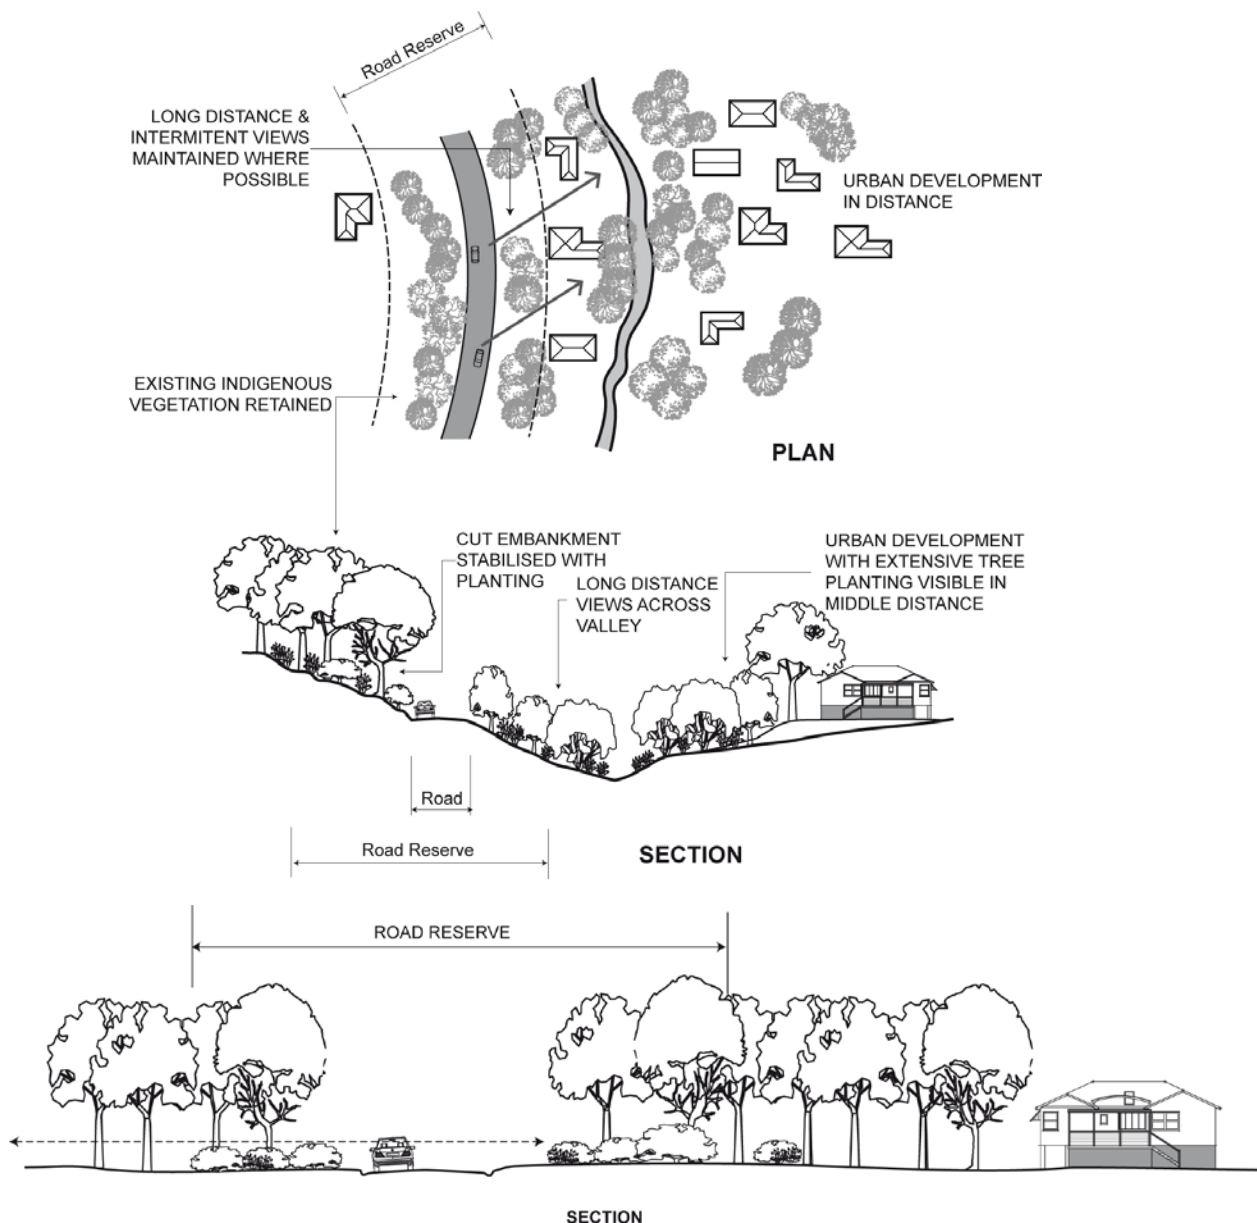 Road Reserve
LONG DISTANCE &
INTERMITENT VIEWS
MAINTAINED WHERE
POSSIBLE
URBAN DEVELOPMENT
IN DISTANCE
EXISTING INDIGENOUS
VEGETATION RETAINED
PLAN
CUT EMBANKMENT
STABILISED WITH
PLANTING
LONG DISTANCE
VIEWS ACROSS
VALLEY
URBAN DEVELOPMENT
WITH EXTENSIVE TREE
PLANTING VISIBLE IN
MIDDLE DISTANCE
Road
Road Reserve
SECTION
ROAD RESERVE
SECTION